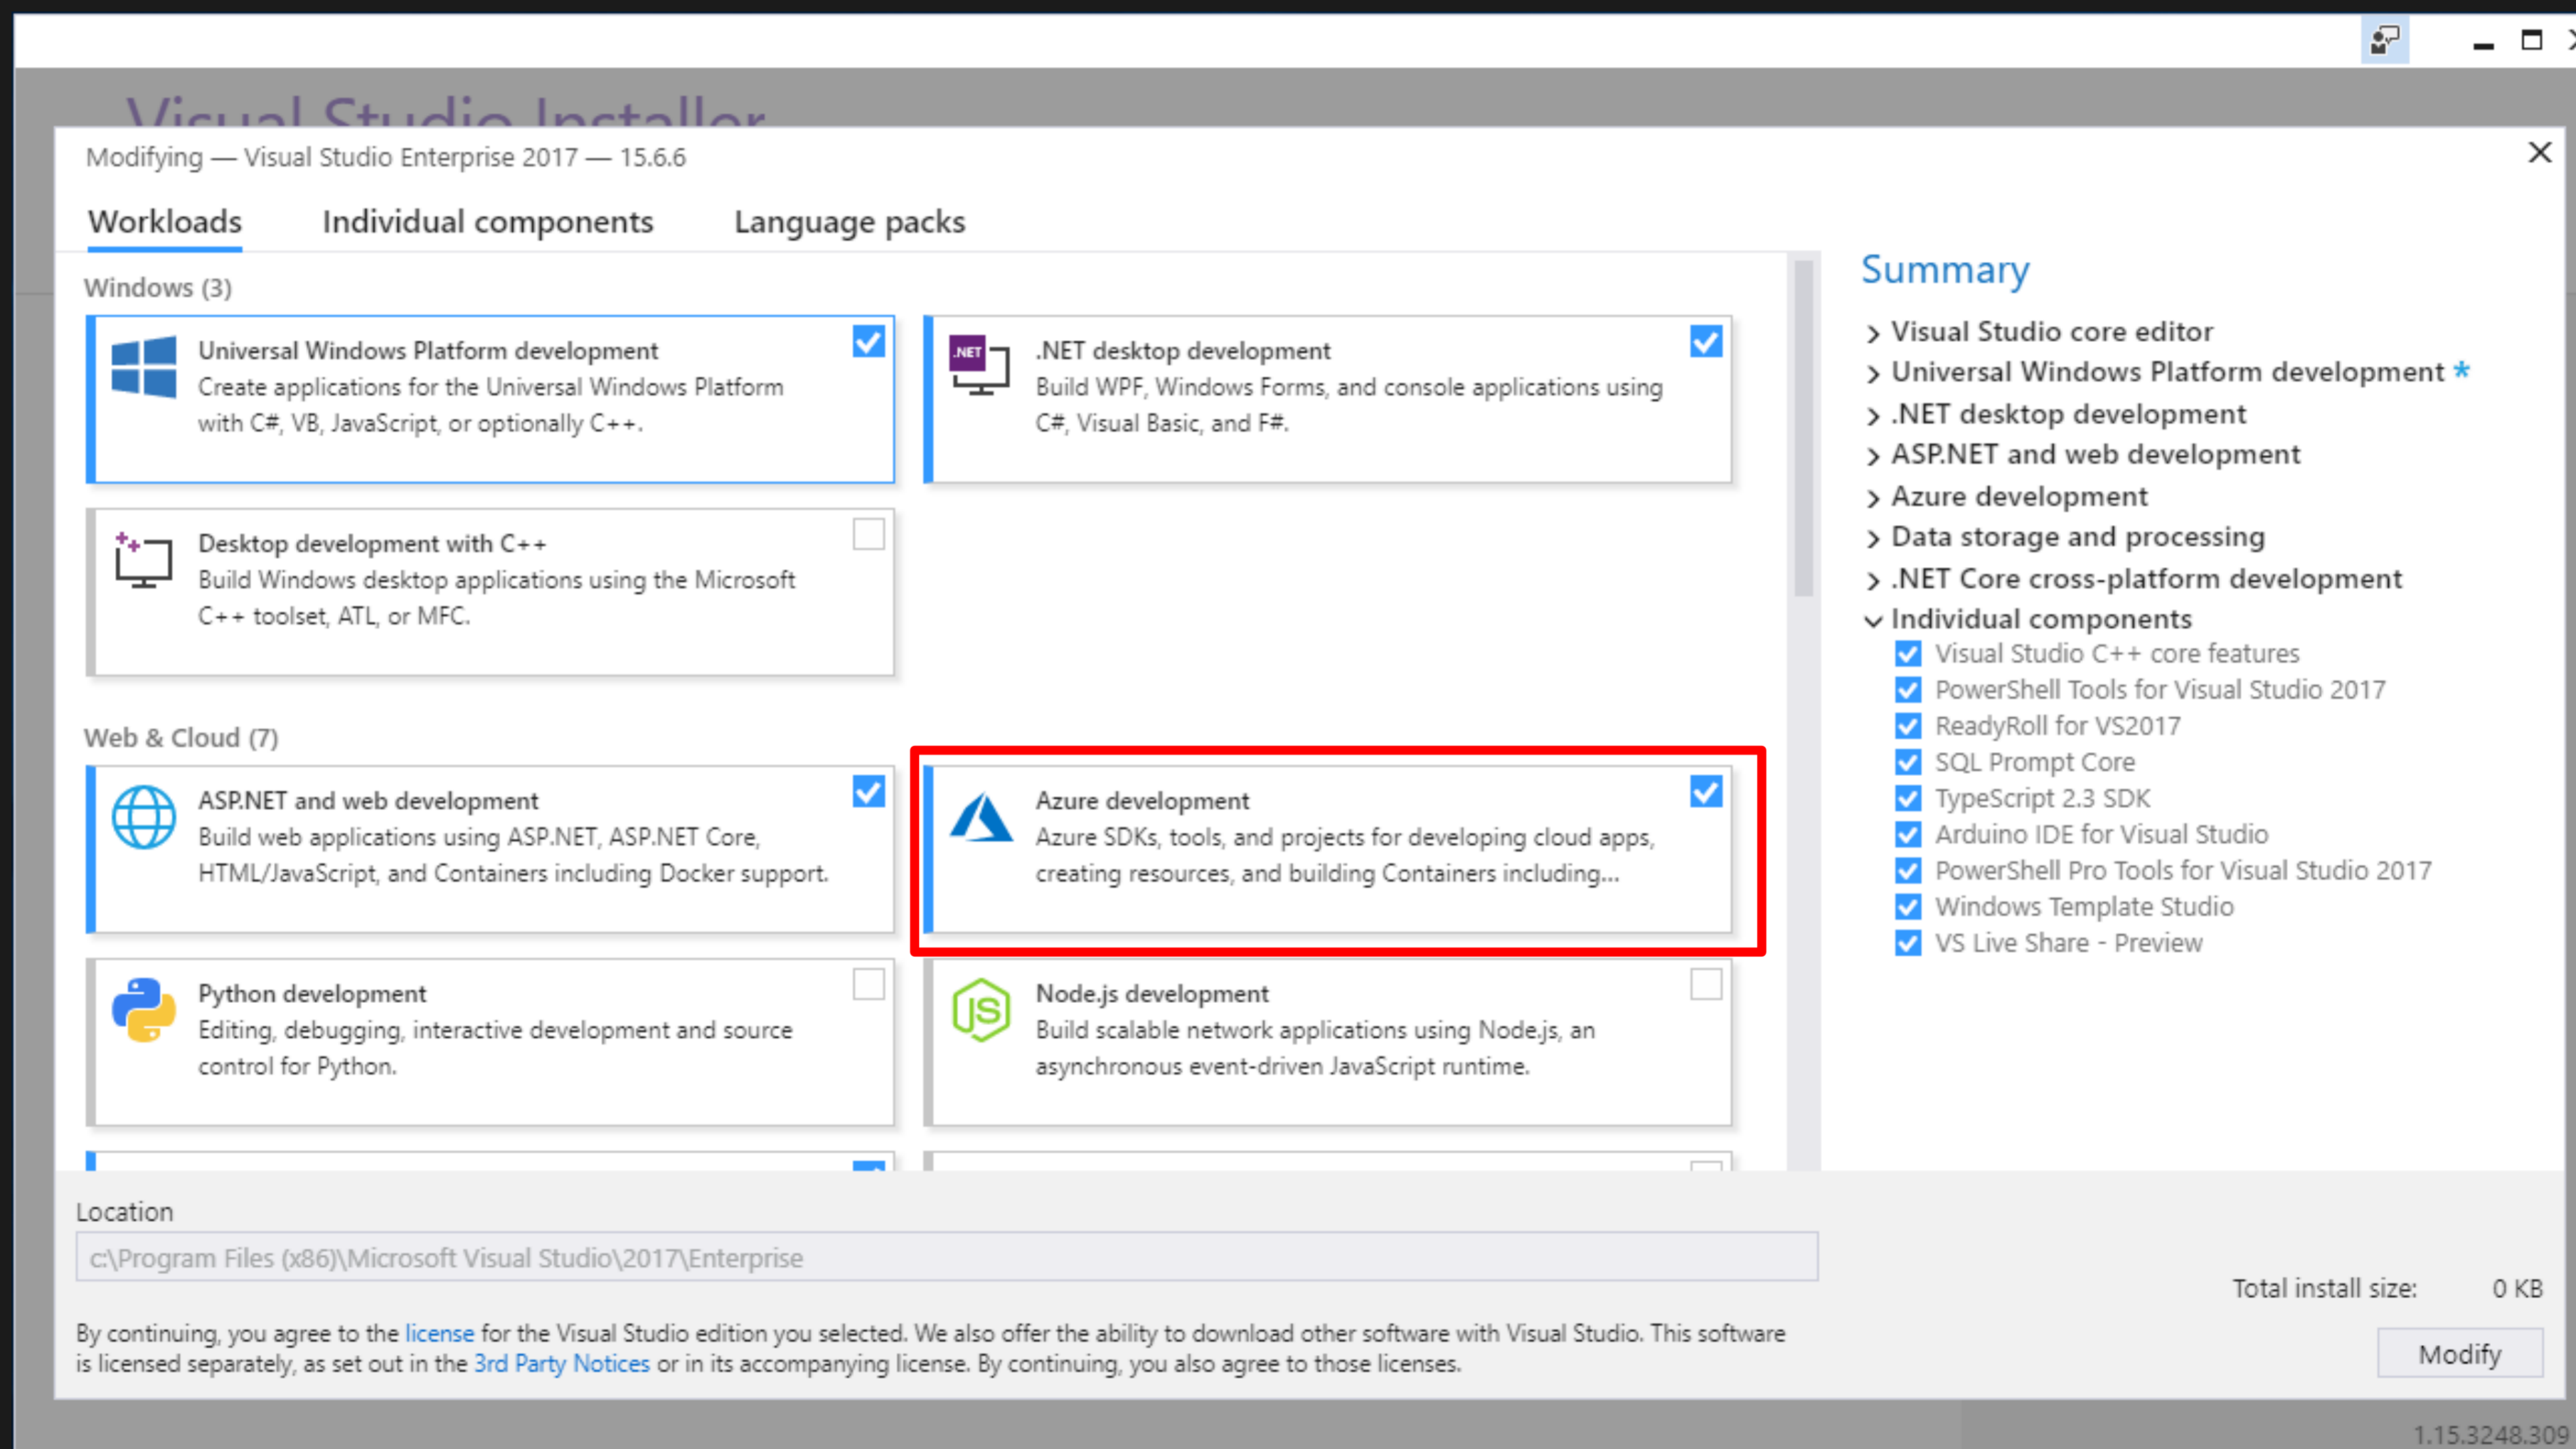 Visual Studio Installer
Modifying — Visual Studio Enterprise 2017 — 15.6.6
Workloads
Individual components
Language packs
Windows (3)
Universal Windows Platform development
Create applications for the Universal Windows Platform
with C#, VB, JavaScript, or optionally C++.
.NET
.NET desktop development
Build WPF, Windows Forms, and console applications using
C#, Visual Basic, and F#.
Desktop development with C++
Build Windows desktop applications using the Microsoft
C++ toolset, ATL, or MFC.
Web & Cloud (7)
ASP.NET and web development
Build web applications using ASP.NET, ASP.NET Core,
HTML/JavaScript, and Containers including Docker support.
Azure development
Azure SDKs, tools, and projects for developing cloud apps,
creating resources, and building Containers including...
Python development
Editing, debugging, interactive development and source
control for Python.
JS
Node.js development
Build scalable network applications using Node.js, an
asynchronous event-driven JavaScript runtime.
Summary
Visual Studio core editor
Universal Windows Platform development *
.NET desktop development
ASP.NET and web development
Azure development
Data storage and processing
.NET Core cross-platform development
Individual components
Visual Studio C++ core features
PowerShell Tools for Visual Studio 2017
ReadyRoll for VS2017
SQL Prompt Core
TypeScript 2.3 SDK
Arduino IDE for Visual Studio
PowerShell Pro Tools for Visual Studio 2017
Windows Template Studio
VS Live Share - Preview
Location
c:\Program Files (x86)\Microsoft Visual Studio\2017\Enterprise
Total install size: 0 KB
By continuing, you agree to the license for the Visual Studio edition you selected. We also offer the ability to download other software with Visual Studio. This software
is licensed separately, as set out in the 3rd Party Notices or in its accompanying license. By continuing, you also agree to those licenses.
Modify
1.15.3248.309